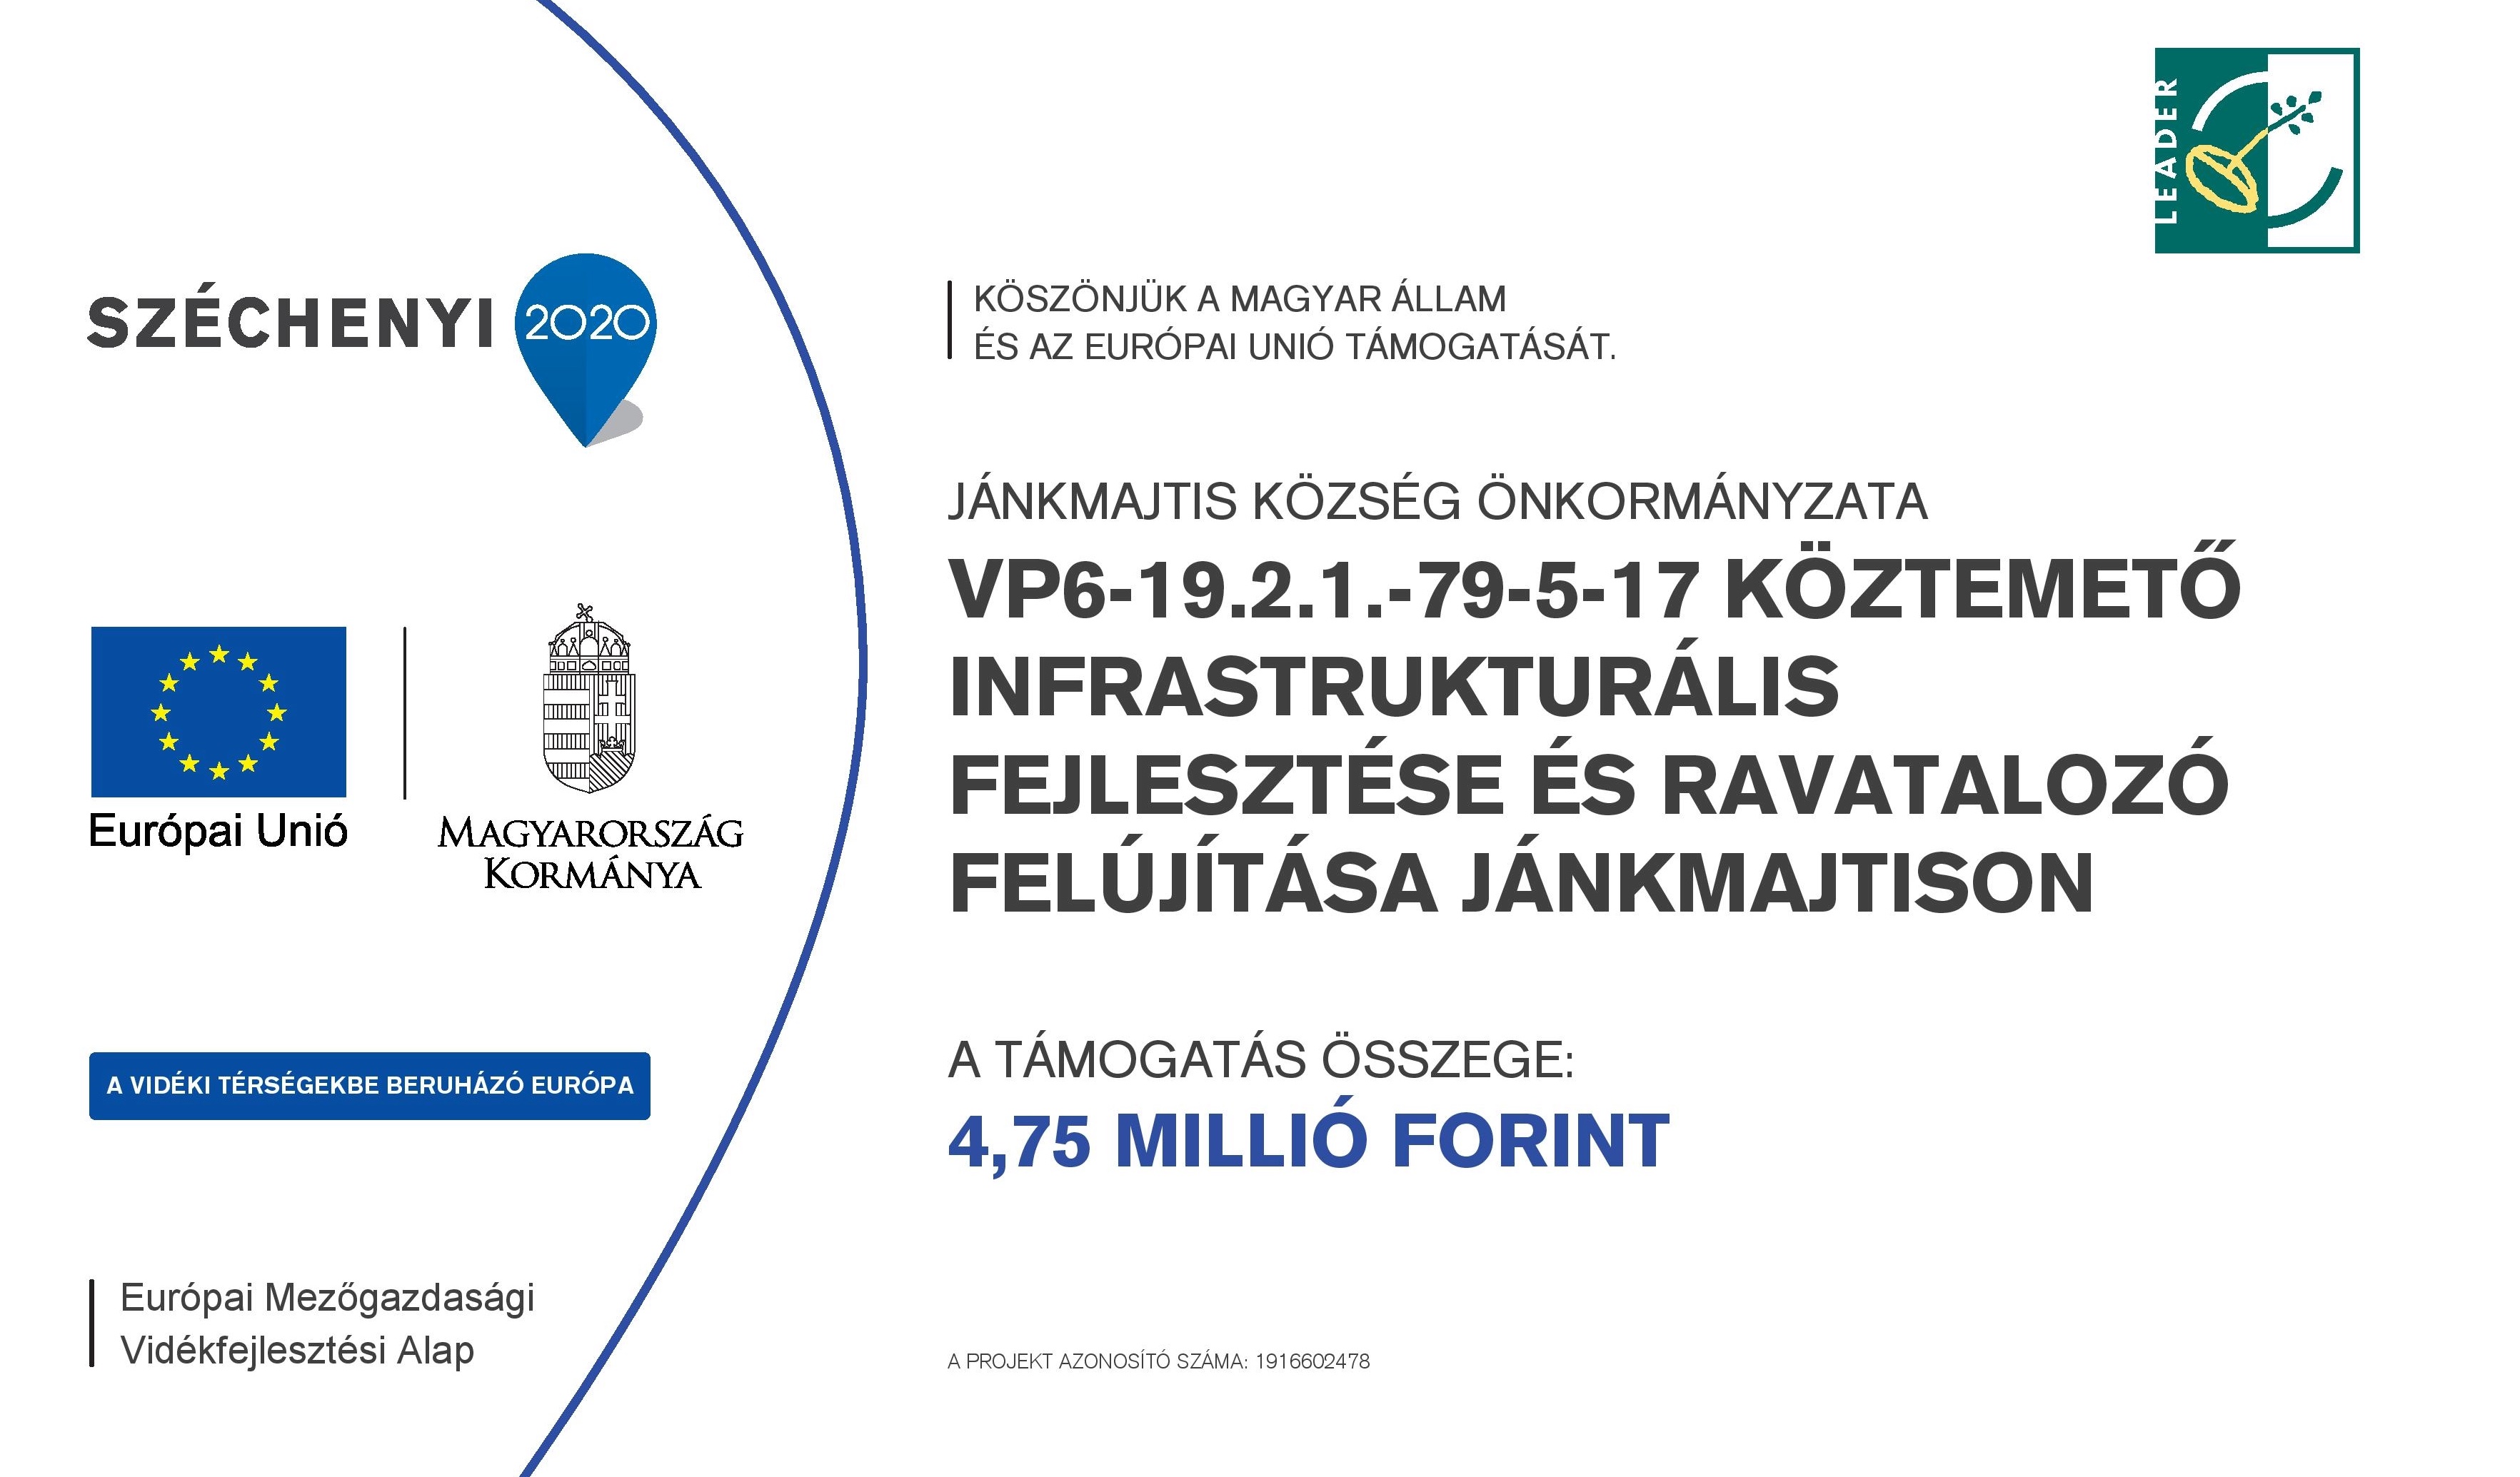 LEADER
SZÉCHENYI 2020
KÖSZÖNJÜK A MAGYAR ÁLLAM
ÉS AZ EURÓPAI UNIÓ TÁMOGATÁSÁT.
JÁNKMAJTIS KÖZSÉG ÖNKORMÁNYZATA
VP6-19.2.1.-79-5-17 KÖZTEMETŐ
INFRASTRUKTURÁLIS
FEJLESZTÉSE ÉS RAVATALOZÓ
FELÚJÍTÁSA JÁNKMAJTISON
Európai Unió
MAGYARORSZÁG
KORMÁNYA
A VIDÉKI TÉRSÉGEKBE BERUHÁZÓ EURÓPA
A TÁMOGATÁS ÖSSZEGE:
4,75 MILLIÓ FORINT
Európai Mezőgazdasági
Vidékfejlesztési Alap
A PROJEKT AZONOSÍTÓ SZÁMA: 1916602478